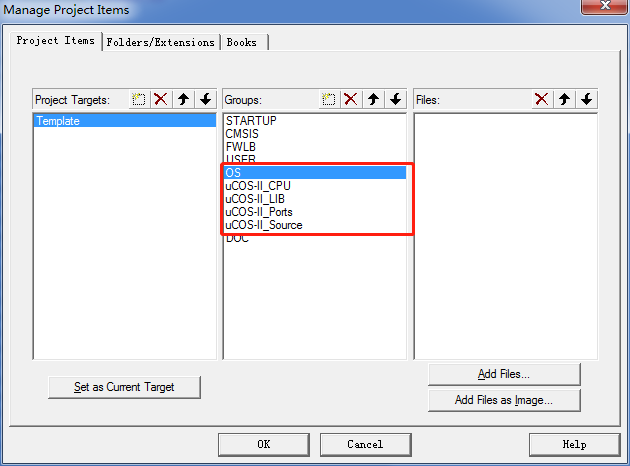 Manage Project Items
Project Items
Folders/Extensions
Books
Project Targets:
Groups:
Files:
Template
STARTUP
CMSIS
FWLB
USER
OS
uCOS-II_CPU
uCOS-II_LIB
uCOS-II_Ports
uCOS-II_Source
DOC
Set as Current Target
Add Files...
Add Files as Image...
OK
Cancel
Help